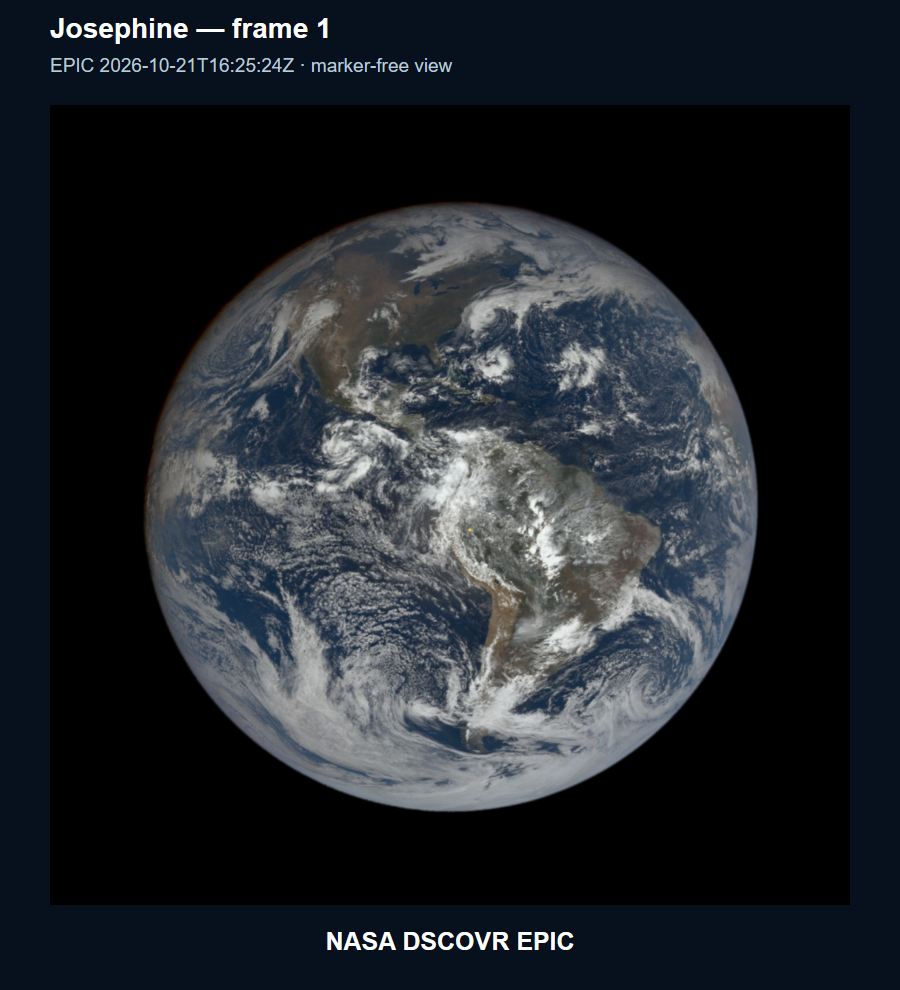 Josephine — frame 1
EPIC 2026-10-21T16:25:24Z · marker-free view
NASA DSCOVR EPIC